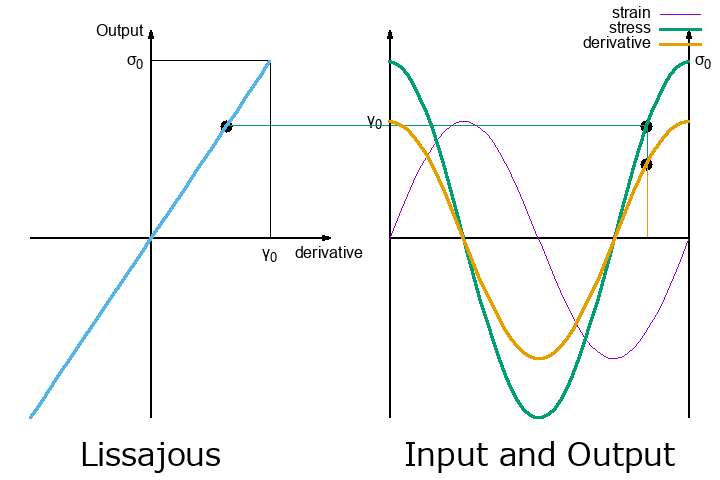 Output
σ0
γ0
derivative
Lissajous
strain
stress
derivative
σ0
γ0
Input and Output